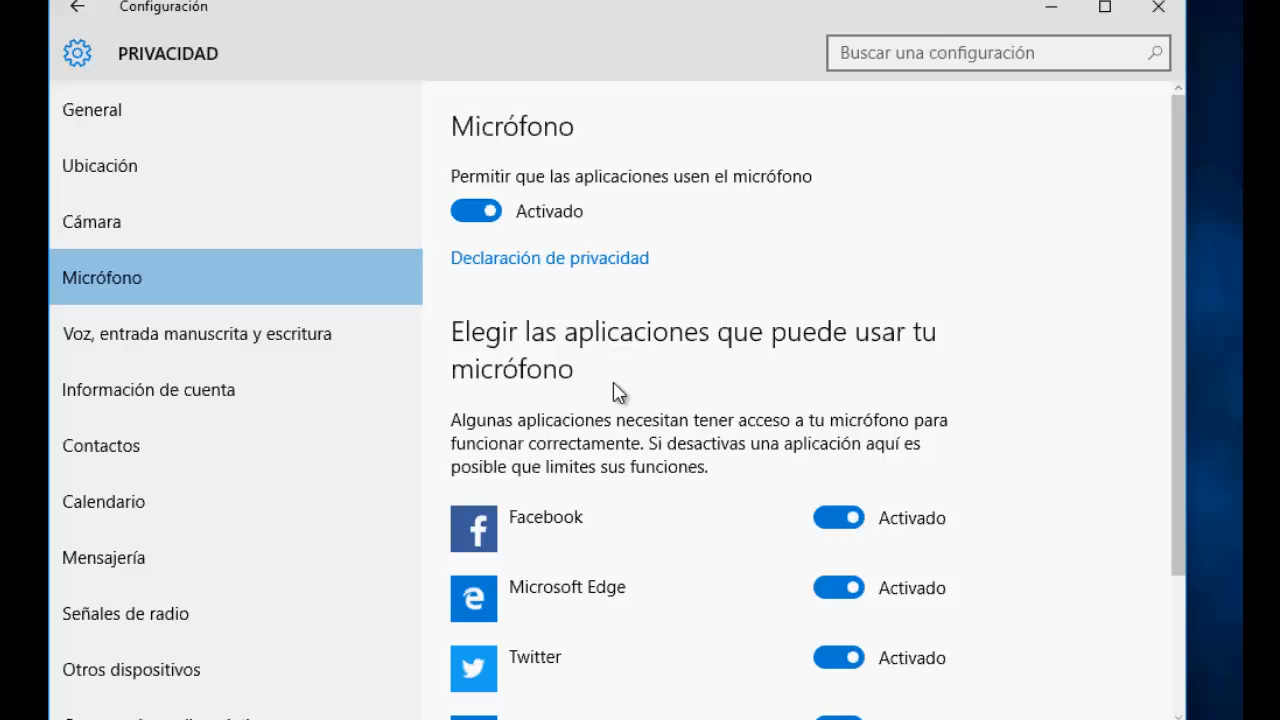 Configuración
PRIVACIDAD
Buscar una configuración
General
Ubicación
Cámara
Micrófono
Voz, entrada manuscrita y escritura
Información de cuenta
Contactos
Calendario
Mensajería
Señales de radio
Otros dispositivos
Micrófono
Permitir que las aplicaciones usen el micrófono
Activado
Declaración de privacidad
Elegir las aplicaciones que puede usar tu
micrófono
Algunas aplicaciones necesitan tener acceso a tu micrófono para
funcionar correctamente. Si desactivas una aplicación aquí es
posible que limites sus funciones.
Facebook Activado
Microsoft Edge Activado
Twitter Activado